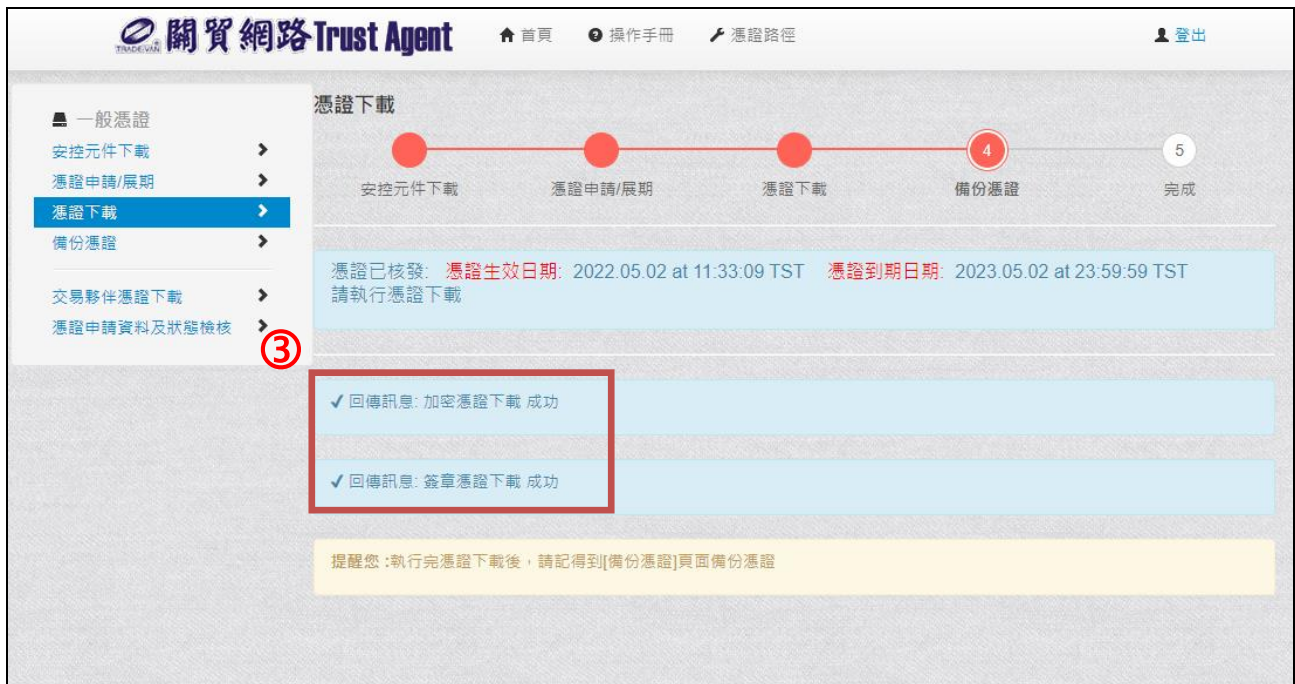 TRADE-VAN 關貿網路 Trust Agent 首頁 操作手冊 憑證路徑 登出
一般憑證
安控元件下載
憑證申請/展期
憑證下載
備份憑證
交易夥伴憑證下載
憑證申請資料及狀態檢核
③
憑證下載
4 5
安控元件下載 憑證申請/展期 憑證下載 備份憑證 完成
憑證已核發: 憑證生效日期: 2022.05.02 at 11:33:09 TST 憑證到期日期: 2023.05.02 at 23:59:59 TST
請執行憑證下載
✓ 回傳訊息: 加密憑證下載 成功
✓ 回傳訊息: 簽章憑證下載 成功
提醒您 :執行完憑證下載後，請記得到[備份憑證]頁面備份憑證